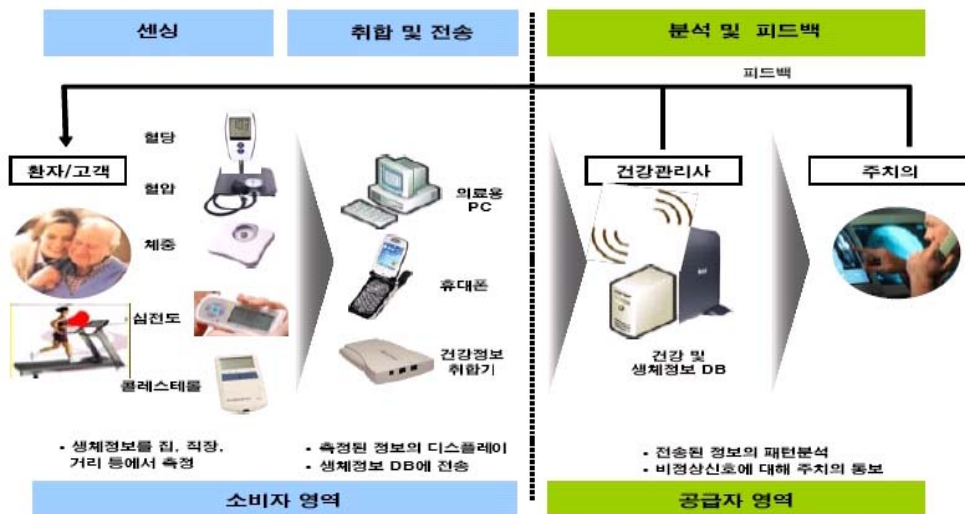 센싱
취합 및 전송
분석 및 피드백
피드백
환자/고객
혈당
혈압
체중
심전도
콜레스테롤
의료용
PC
휴대폰
건강정보
취합기
건강관리사
주치의
건강 및
생체정보 DB
• 생체정보를 집, 직장,
거리 등에서 측정
• 측정된 정보의 디스플레이
• 생체정보 DB에 전송
• 전송된 정보의 패턴분석
• 비정상신호에 대해 주치의 통보
소비자 영역
공급자 영역